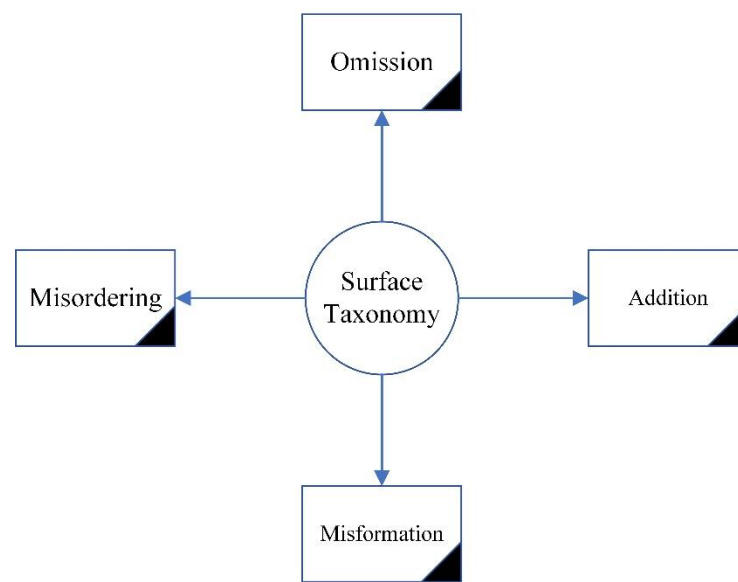 Omission
Misordering
Surface
Taxonomy
Addition
Misformation